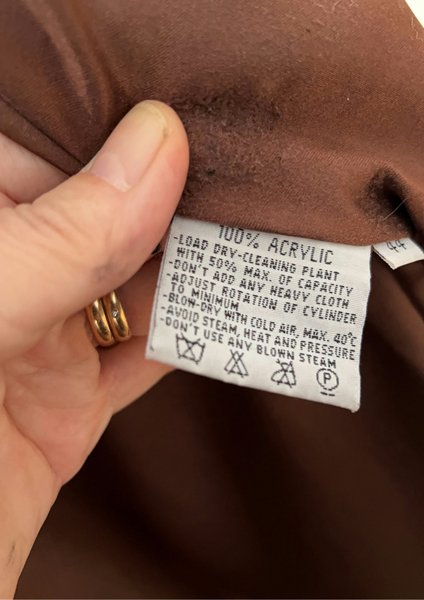 100% ACRYLIC
-LOAD DRY-CLEANING PLANT
WITH 50% MAX. OF CAPACITY
-DON'T ADD ANY HEAVY CLOTH
-ADJUST ROTATION OF CYLINDER
TO MINIMUM
-BLOW-DRY WITH COLD AIR, MAX. 40°C
-AVOID STEAM, HEAT AND PRESSURE
-DON'T USE ANY BLOWN STEAM
P
44